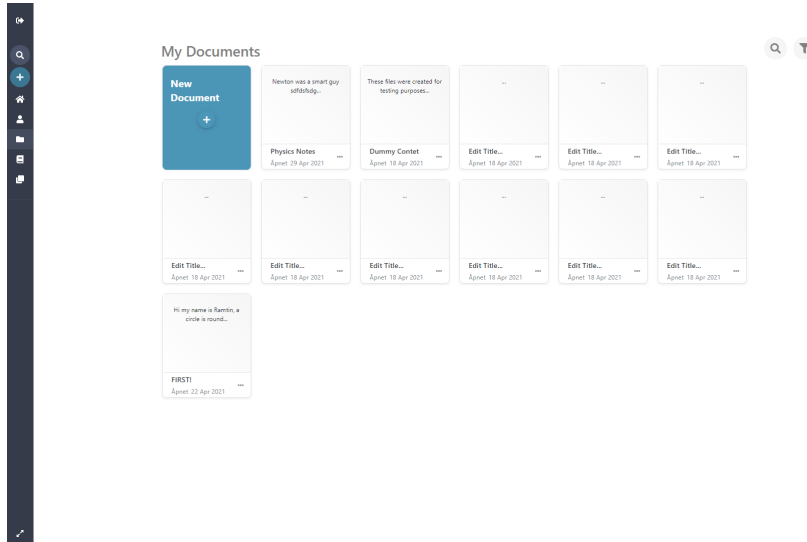 My Documents
New
Document
Newton was a smart guy
sdfdsfsdg...
Physics Notes
Åpnet 29 Apr 2021
These files were created for
testing purposes...
Dummy Contet
Åpnet 18 Apr 2021
...
Edit Title...
Åpnet 18 Apr 2021
...
Edit Title...
Åpnet 18 Apr 2021
...
Edit Title...
Åpnet 18 Apr 2021
...
Edit Title...
Åpnet 18 Apr 2021
...
Edit Title...
Åpnet 18 Apr 2021
...
Edit Title...
Åpnet 18 Apr 2021
...
Edit Title...
Åpnet 18 Apr 2021
...
Edit Title...
Åpnet 18 Apr 2021
...
Edit Title...
Åpnet 18 Apr 2021
Hi my name is Ramtin, a
circle is round...
FIRST!
Åpnet 22 Apr 2021